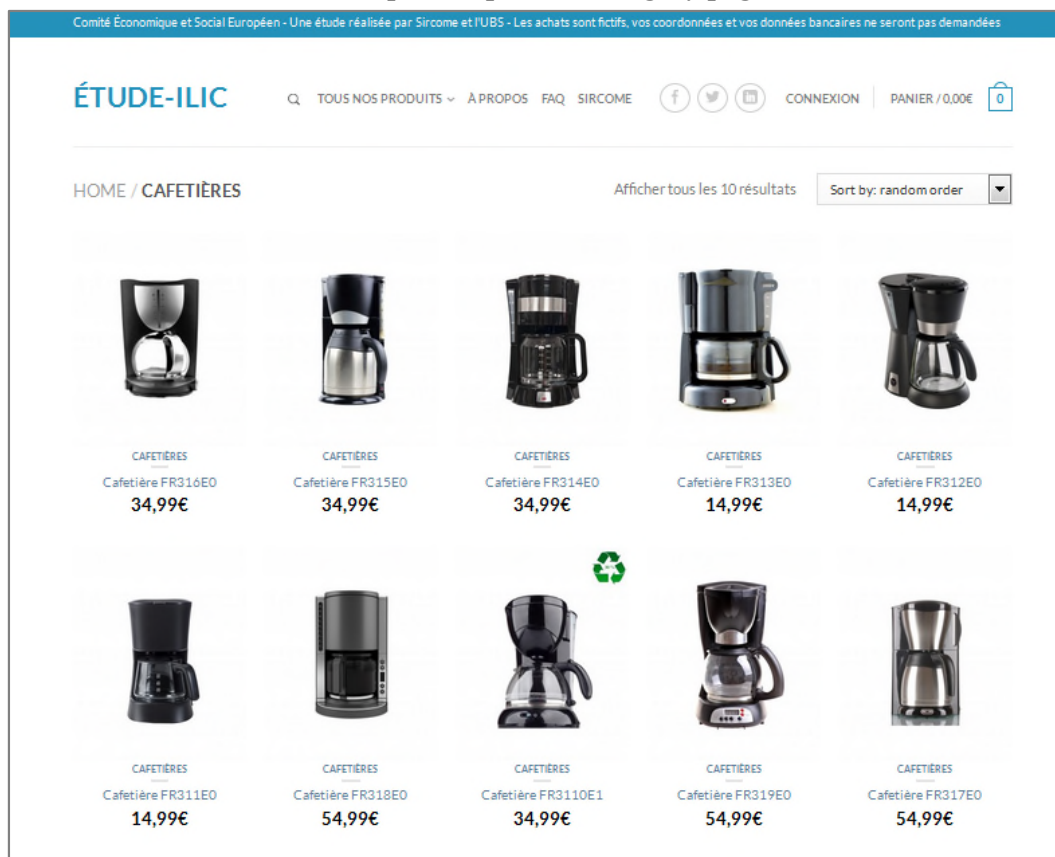 Comité Économique et Social Européen - Une étude réalisée par Sircome et l'UBS - Les achats sont fictifs, vos coordonnées et vos données bancaires ne seront pas demandées
ÉTUDE-ILIC TOUS NOS PRODUITS À PROPOS FAQ SIRCOME CONNEXION PANIER / 0,00€ 0
HOME / CAFETIÈRES Afficher tous les 10 résultats Sort by: random order
CAFETIÈRES CAFETIÈRES CAFETIÈRES CAFETIÈRES CAFETIÈRES
Cafetière FR316E0 Cafetière FR315E0 Cafetière FR314E0 Cafetière FR313E0 Cafetière FR312E0
34,99€ 34,99€ 34,99€ 14,99€ 14,99€
CAFETIÈRES CAFETIÈRES CAFETIÈRES CAFETIÈRES CAFETIÈRES
Cafetière FR311E0 Cafetière FR318E0 Cafetière FR3110E1 Cafetière FR319E0 Cafetière FR317E0
14,99€ 54,99€ 34,99€ 54,99€ 54,99€